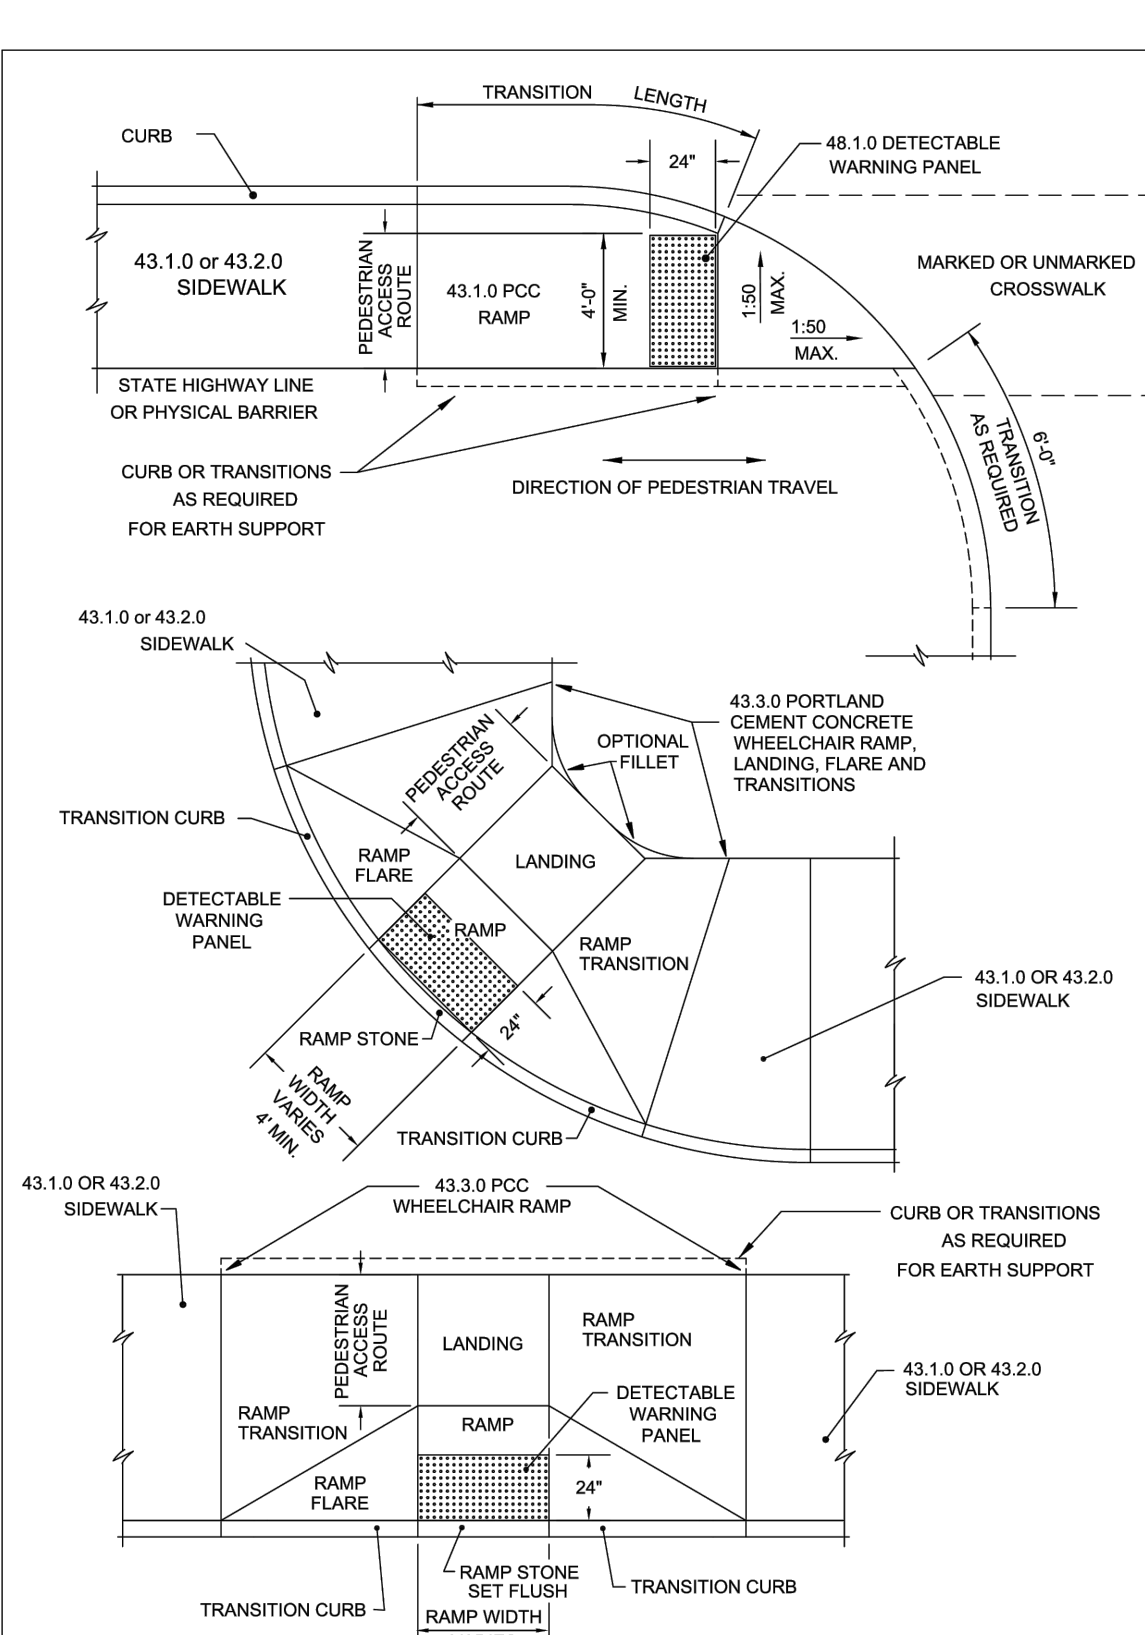 TRANSITION LENGTH
CURB
24"
48.1.0 DETECTABLE
WARNING PANEL
43.1.0 or 43.2.0
SIDEWALK
PEDESTRIAN
ACCESS
ROUTE
43.1.0 PCC
RAMP
4'-0"
MIN.
1:50
MAX.
1:50
MAX.
MARKED OR UNMARKED
CROSSWALK
STATE HIGHWAY LINE
OR PHYSICAL BARRIER
6'-0"
TRANSITION
AS REQUIRED
CURB OR TRANSITIONS
AS REQUIRED
FOR EARTH SUPPORT
DIRECTION OF PEDESTRIAN TRAVEL
43.1.0 or 43.2.0
SIDEWALK
PEDESTRIAN
ACCESS
ROUTE
OPTIONAL
FILLET
43.3.0 PORTLAND
CEMENT CONCRETE
WHEELCHAIR RAMP,
LANDING, FLARE AND
TRANSITIONS
TRANSITION CURB
RAMP
FLARE
LANDING
DETECTABLE
WARNING
PANEL
RAMP
RAMP
TRANSITION
43.1.0 OR 43.2.0
SIDEWALK
RAMP STONE
24"
RAMP
WIDTH
VARIES
4' MIN.
TRANSITION CURB
43.1.0 OR 43.2.0
SIDEWALK
43.3.0 PCC
WHEELCHAIR RAMP
CURB OR TRANSITIONS
AS REQUIRED
FOR EARTH SUPPORT
PEDESTRIAN
ACCESS
ROUTE
LANDING
RAMP
TRANSITION
43.1.0 OR 43.2.0
SIDEWALK
RAMP
TRANSITION
RAMP
DETECTABLE
WARNING
PANEL
RAMP
FLARE
24"
RAMP STONE
SET FLUSH
TRANSITION CURB
TRANSITION CURB
RAMP WIDTH